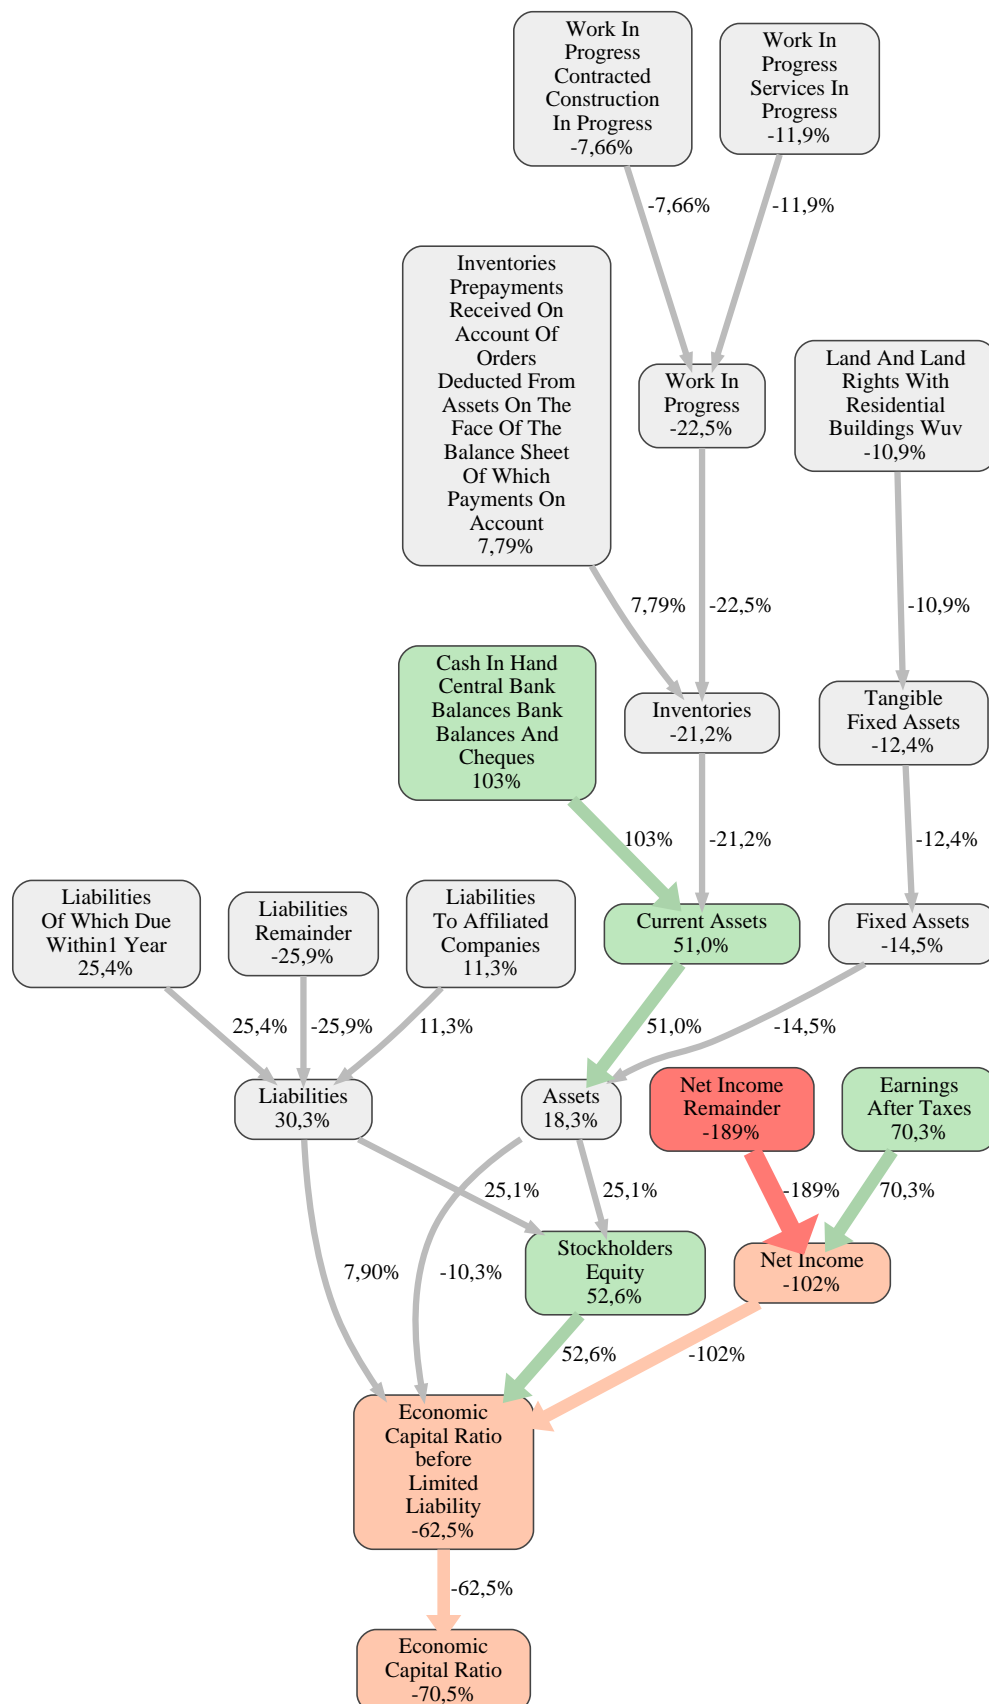 Work In
Progress
Contracted
Construction
In Progress
-7,66%
Work In
Progress
Services In
Progress
-11,9%
-7,66%
-11,9%
Inventories
Prepayments
Received On
Account Of
Orders
Deducted From
Assets On The
Face Of The
Balance Sheet
Of Which
Payments On
Account
7,79%
Work In
Progress
-22,5%
Land And Land
Rights With
Residential
Buildings Wuv
-10,9%
7,79%
-22,5%
-10,9%
Cash In Hand
Central Bank
Balances Bank
Balances And
Cheques
103%
Inventories
-21,2%
Tangible
Fixed Assets
-12,4%
103%
-21,2%
-12,4%
Liabilities
Of Which Due
Within1 Year
25,4%
Liabilities
Remainder
-25,9%
Liabilities
To Affiliated
Companies
11,3%
Current Assets
51,0%
Fixed Assets
-14,5%
25,4%
-25,9%
11,3%
51,0%
-14,5%
Liabilities
30,3%
Assets
18,3%
Net Income
Remainder
-189%
Earnings
After Taxes
70,3%
25,1%
25,1%
-189%
70,3%
7,90%
-10,3%
Stockholders
Equity
52,6%
Net Income
-102%
52,6%
-102%
Economic
Capital Ratio
before
Limited
Liability
-62,5%
-62,5%
Economic
Capital Ratio
-70,5%